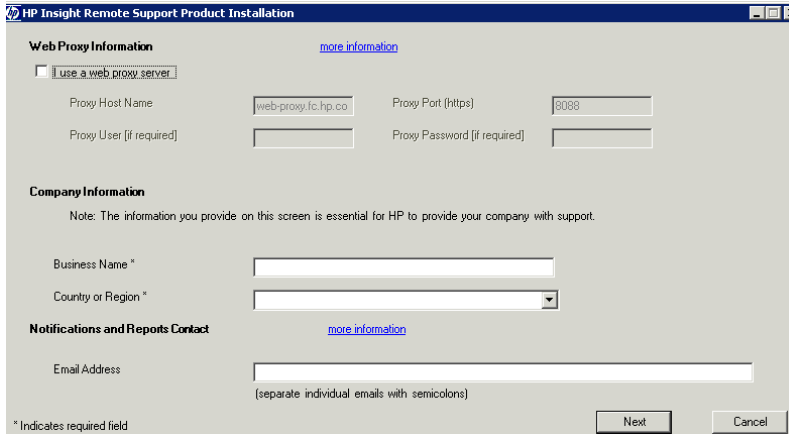 HP Insight Remote Support Product Installation
Web Proxy Information more information
I use a web proxy server
Proxy Host Name web-proxy.fc.hp.co Proxy Port (https) 8088
Proxy User [if required] Proxy Password [if required]
Company Information
Note: The information you provide on this screen is essential for HP to provide your company with support.
Business Name *
Country or Region *
Notifications and Reports Contact more information
Email Address
(separate individual emails with semicolons)
* Indicates required field Next Cancel